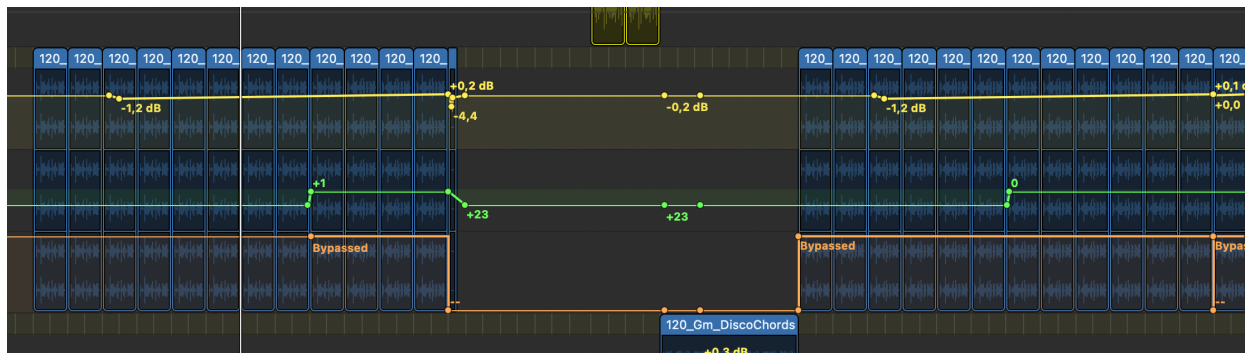 120_ 120_ 120_ 120_ 120_ 120_ 120_ 120_ 120_ 120_ 120_ 120_ 120_ 120_ 120_ 120_ 120_ 120_ 120_ 120_ 120_ 120_ 120_ 120_ 120_
+0,2 dB +0,1 d
-1,2 dB -4,4 -0,2 dB -1,2 dB +0,0
+1 0
+23 +23
Bypassed Bypassed Bypas
-- --
120_Gm_DiscoChords
+0,3 dB